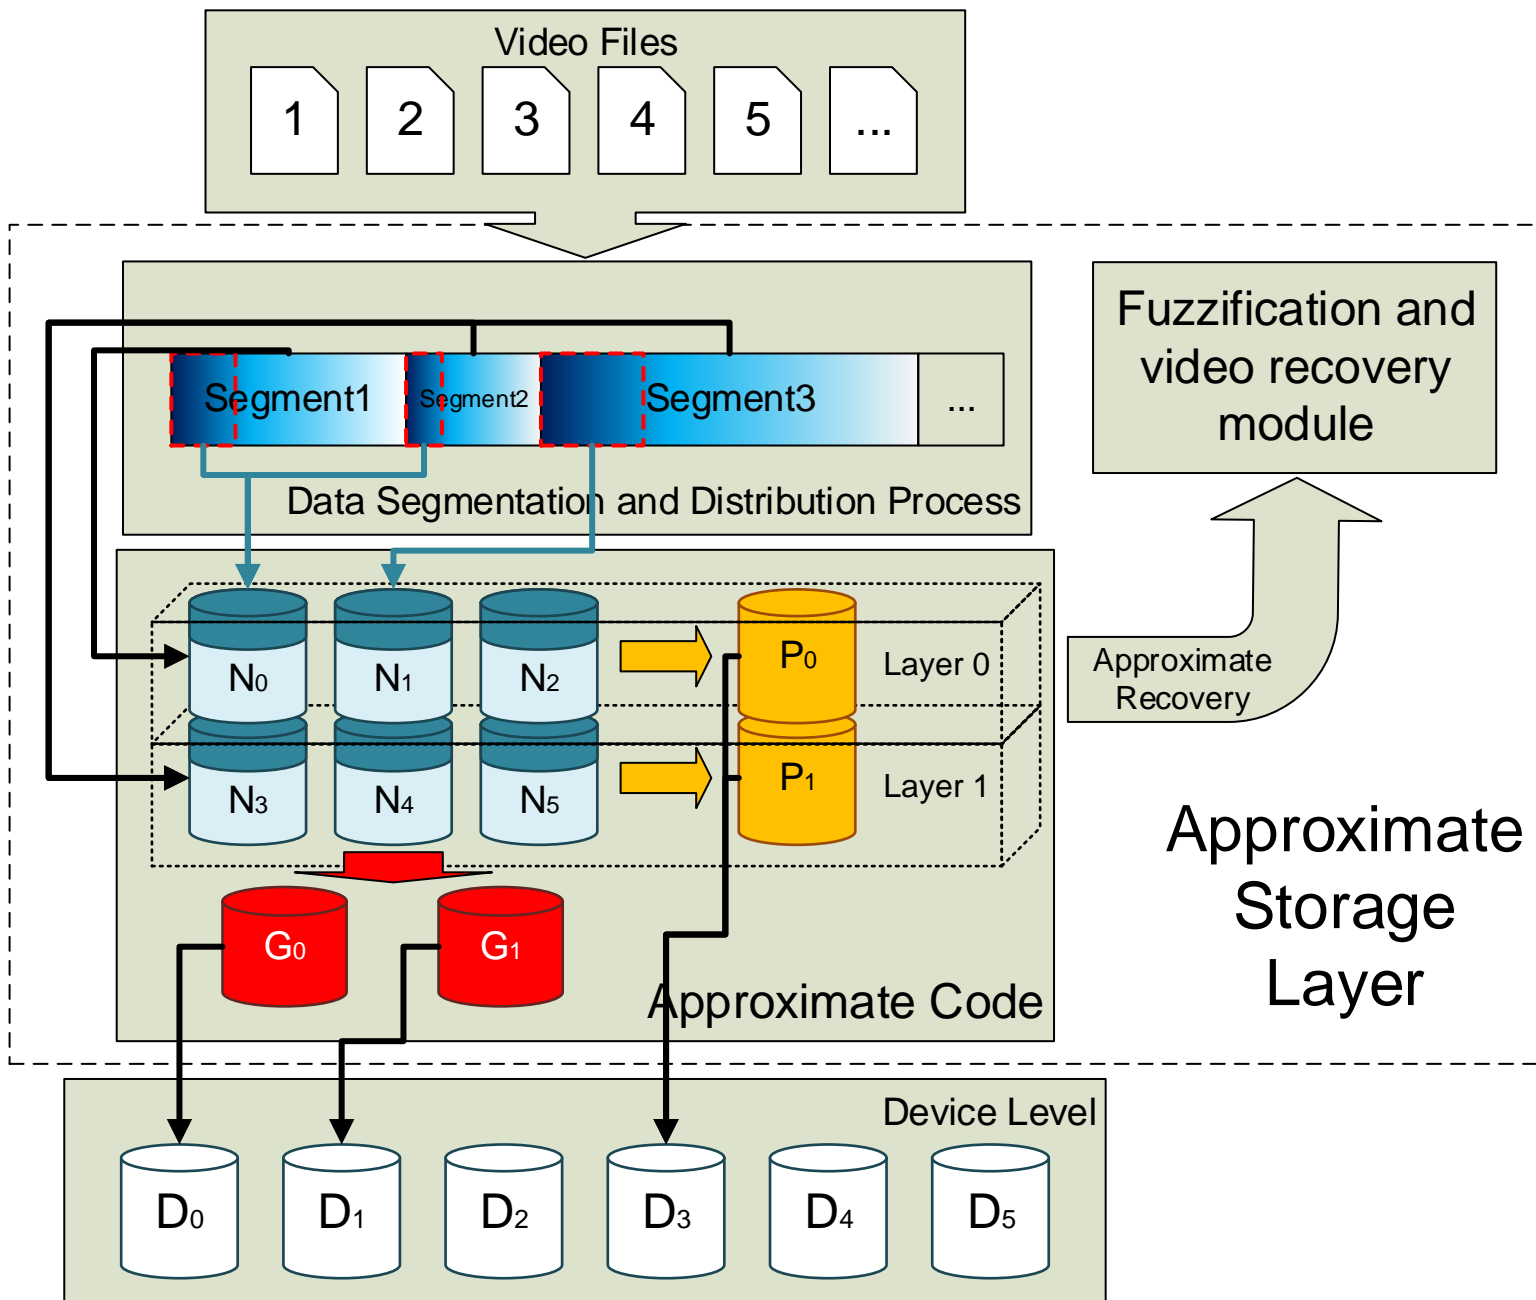 Video Files
1
2
3
4
5
...
Segment1
Segment2
Segment3
...
Data Segmentation and Distribution Process
Fuzzification and
video recovery
module
N0
N1
N2
P0
Layer 0
N3
N4
N5
P1
Layer 1
Approximate
Recovery
G0
G1
Approximate Code
Approximate
Storage
Layer
Device Level
D0
D1
D2
D3
D4
D5